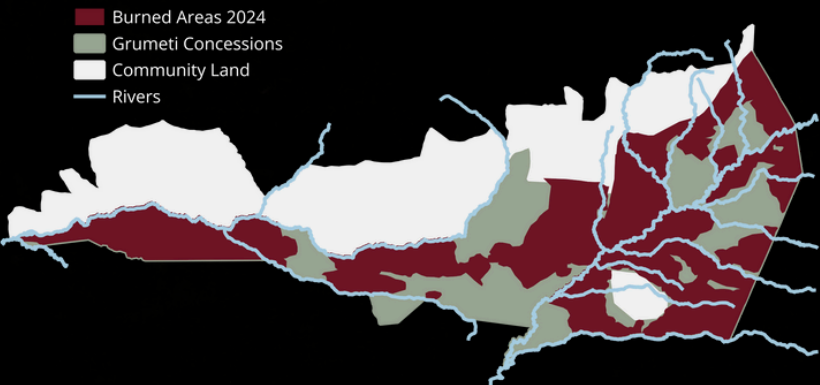 Burned Areas 2024
Grumeti Concessions
Community Land
Rivers